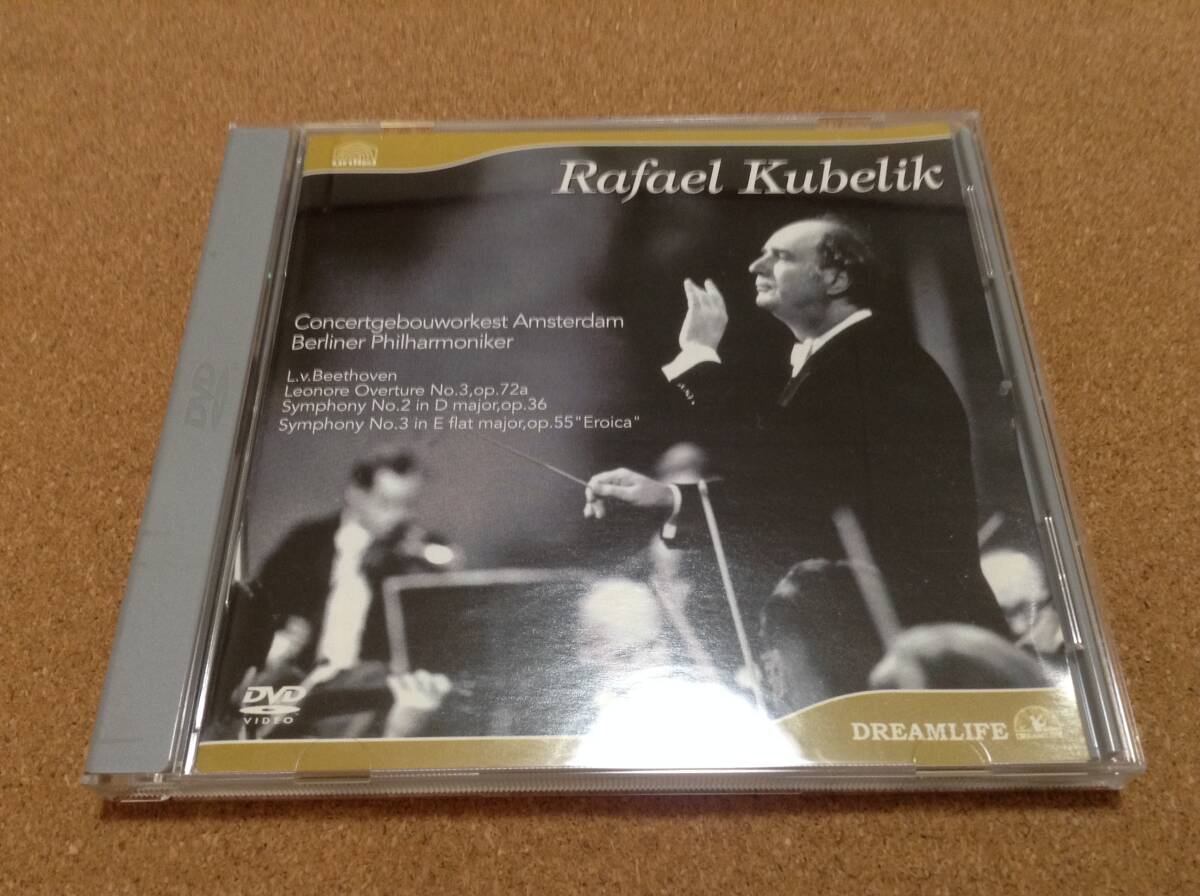 Rafael Kubelik
Concertgebouworkest Amsterdam
Berliner Philharmoniker
L.v.Beethoven
Leonore Overture No.3,op.72a
Symphony No.2 in D major,op.36
Symphony No.3 in E flat major,op.55"Eroica"
DVD
DVD
VIDEO
DREAMLIFE